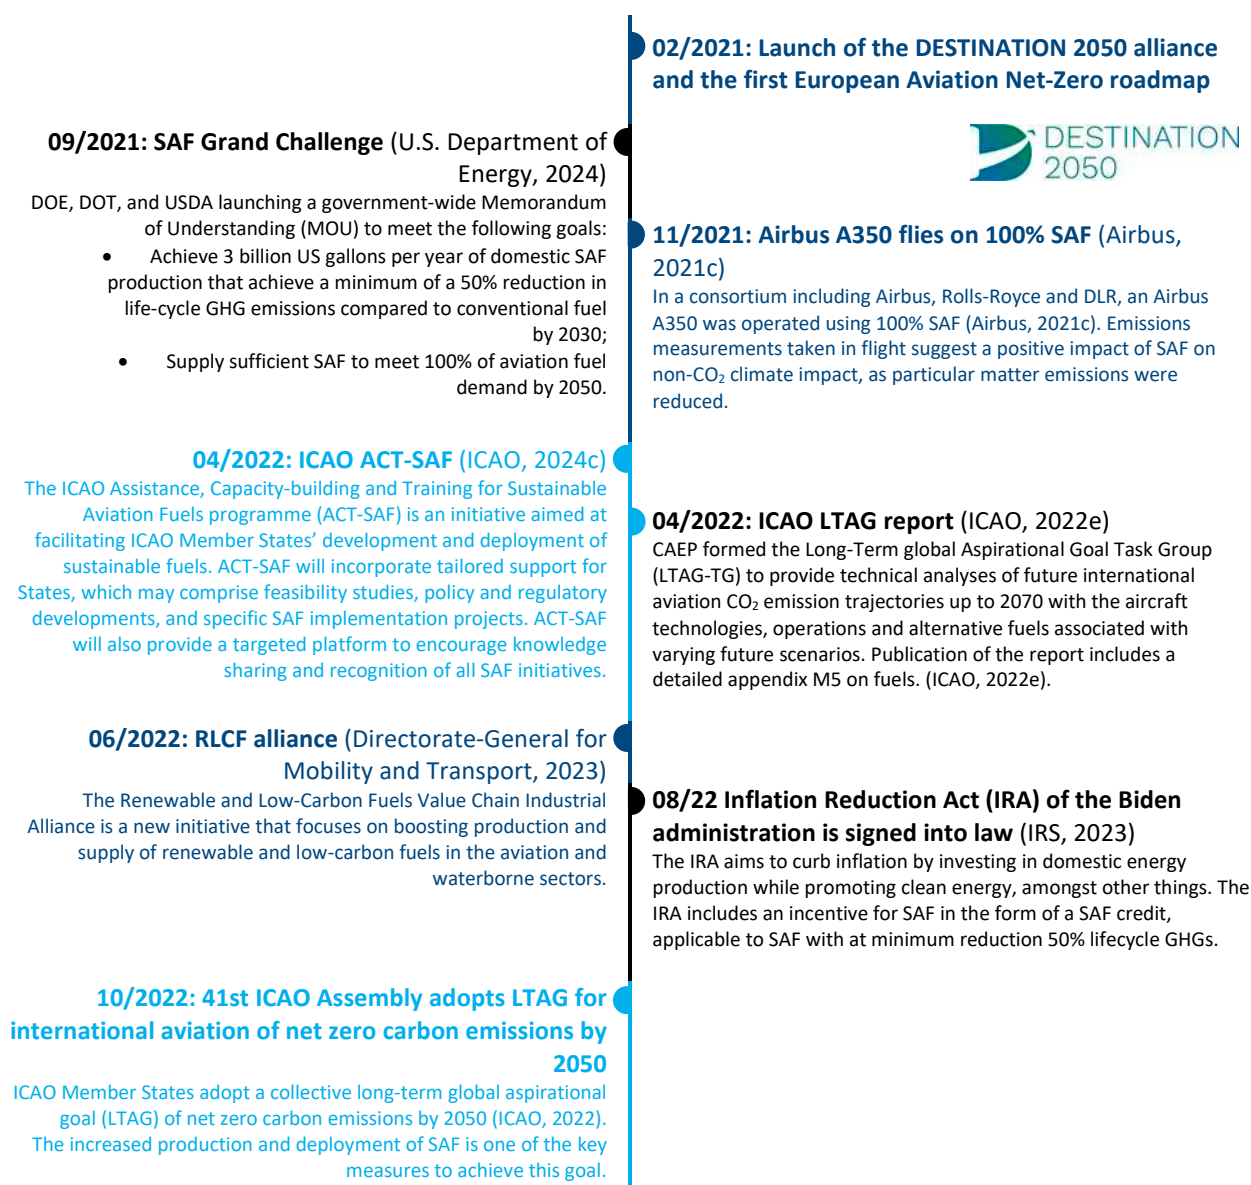 02/2021: Launch of the DESTINATION 2050 alliance
and the first European Aviation Net-Zero roadmap
DESTINATION
2050
09/2021: SAF Grand Challenge (U.S. Department of
Energy, 2024)
DOE, DOT, and USDA launching a government-wide Memorandum
of Understanding (MOU) to meet the following goals:
• Achieve 3 billion US gallons per year of domestic SAF
production that achieve a minimum of a 50% reduction in
life-cycle GHG emissions compared to conventional fuel
by 2030;
• Supply sufficient SAF to meet 100% of aviation fuel
demand by 2050.
11/2021: Airbus A350 flies on 100% SAF (Airbus,
2021c)
In a consortium including Airbus, Rolls-Royce and DLR, an Airbus
A350 was operated using 100% SAF (Airbus, 2021c). Emissions
measurements taken in flight suggest a positive impact of SAF on
non-CO₂ climate impact, as particular matter emissions were
reduced.
04/2022: ICAO ACT-SAF (ICAO, 2024c)
The ICAO Assistance, Capacity-building and Training for Sustainable
Aviation Fuels programme (ACT-SAF) is an initiative aimed at
facilitating ICAO Member States’ development and deployment of
sustainable fuels. ACT-SAF will incorporate tailored support for
States, which may comprise feasibility studies, policy and regulatory
developments, and specific SAF implementation projects. ACT-SAF
will also provide a targeted platform to encourage knowledge
sharing and recognition of all SAF initiatives.
04/2022: ICAO LTAG report (ICAO, 2022e)
CAEP formed the Long-Term global Aspirational Goal Task Group
(LTAG-TG) to provide technical analyses of future international
aviation CO₂ emission trajectories up to 2070 with the aircraft
technologies, operations and alternative fuels associated with
varying future scenarios. Publication of the report includes a
detailed appendix M5 on fuels. (ICAO, 2022e).
06/2022: RLCF alliance (Directorate-General for
Mobility and Transport, 2023)
The Renewable and Low-Carbon Fuels Value Chain Industrial
Alliance is a new initiative that focuses on boosting production and
supply of renewable and low-carbon fuels in the aviation and
waterborne sectors.
08/22 Inflation Reduction Act (IRA) of the Biden
administration is signed into law (IRS, 2023)
The IRA aims to curb inflation by investing in domestic energy
production while promoting clean energy, amongst other things. The
IRA includes an incentive for SAF in the form of a SAF credit,
applicable to SAF with at minimum reduction 50% lifecycle GHGs.
10/2022: 41st ICAO Assembly adopts LTAG for
international aviation of net zero carbon emissions by
2050
ICAO Member States adopt a collective long-term global aspirational
goal (LTAG) of net zero carbon emissions by 2050 (ICAO, 2022).
The increased production and deployment of SAF is one of the key
measures to achieve this goal.